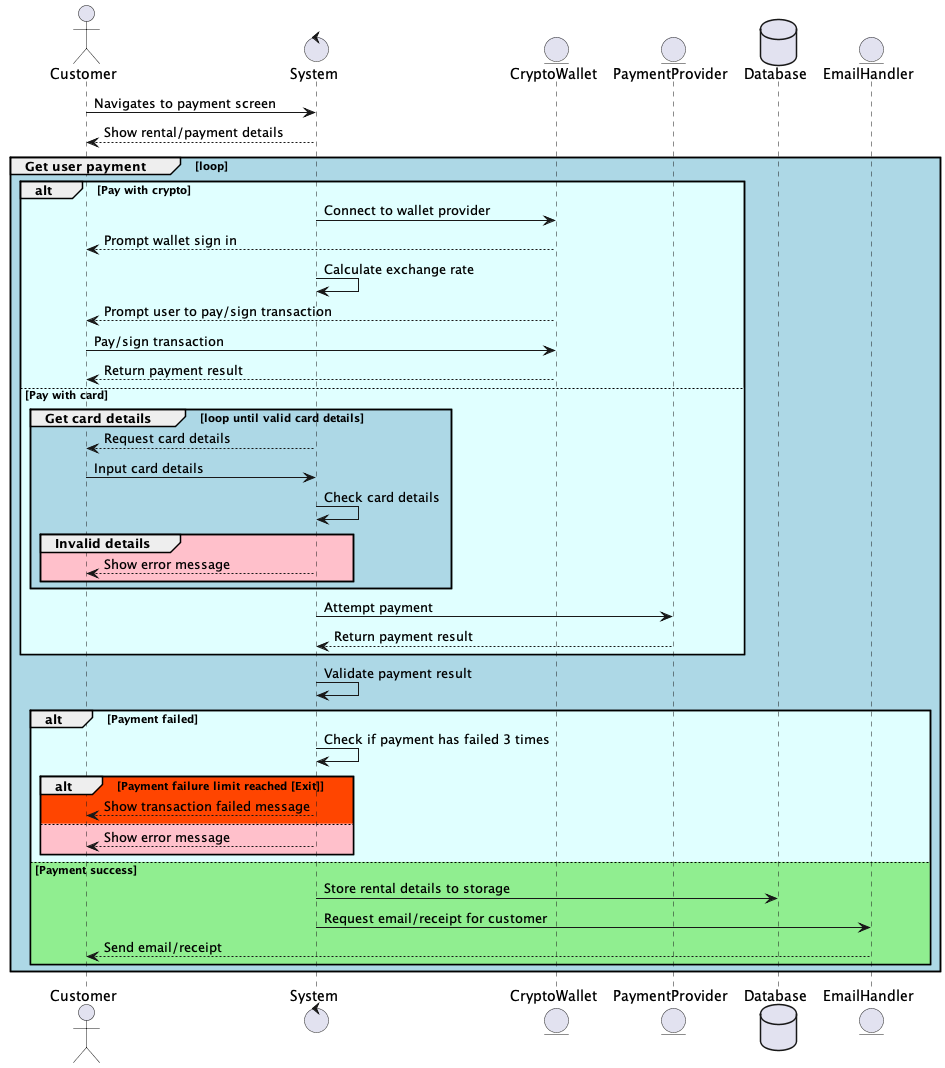 Customer System CryptoWallet PaymentProvider Database EmailHandler
Navigates to payment screen
Show rental/payment details
Get user payment [loop]
alt [Pay with crypto]
Connect to wallet provider
Prompt wallet sign in
Calculate exchange rate
Prompt user to pay/sign transaction
Pay/sign transaction
Return payment result
[Pay with card]
Get card details [loop until valid card details]
Request card details
Input card details
Check card details
Invalid details
Show error message
Attempt payment
Return payment result
Validate payment result
alt [Payment failed]
Check if payment has failed 3 times
alt [Payment failure limit reached [Exit]]
Show transaction failed message
Show error message
[Payment success]
Store rental details to storage
Request email/receipt for customer
Send email/receipt
Customer System CryptoWallet PaymentProvider Database EmailHandler